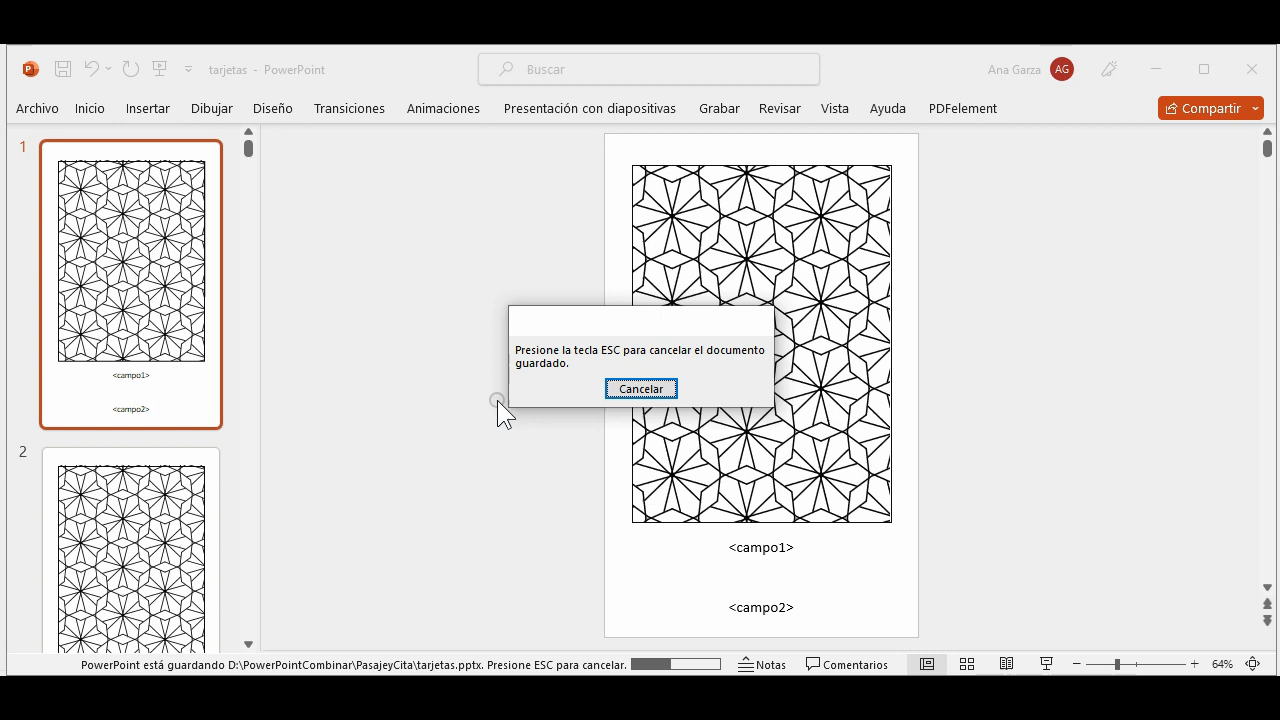 tarjetas - PowerPoint
Buscar
Ana Garza
AG
Archivo
Inicio
Insertar
Dibujar
Diseño
Transiciones
Animaciones
Presentación con diapositivas
Grabar
Revisar
Vista
Ayuda
PDFelement
Compartir
1
<campo1>
<campo2>
2
Presione la tecla ESC para cancelar el documento
guardado.
Cancelar
<campo1>
<campo2>
PowerPoint está guardando D:\PowerPointCombinar\PasajeyCita\tarjetas.pptx. Presione ESC para cancelar.
Notas
Comentarios
64%